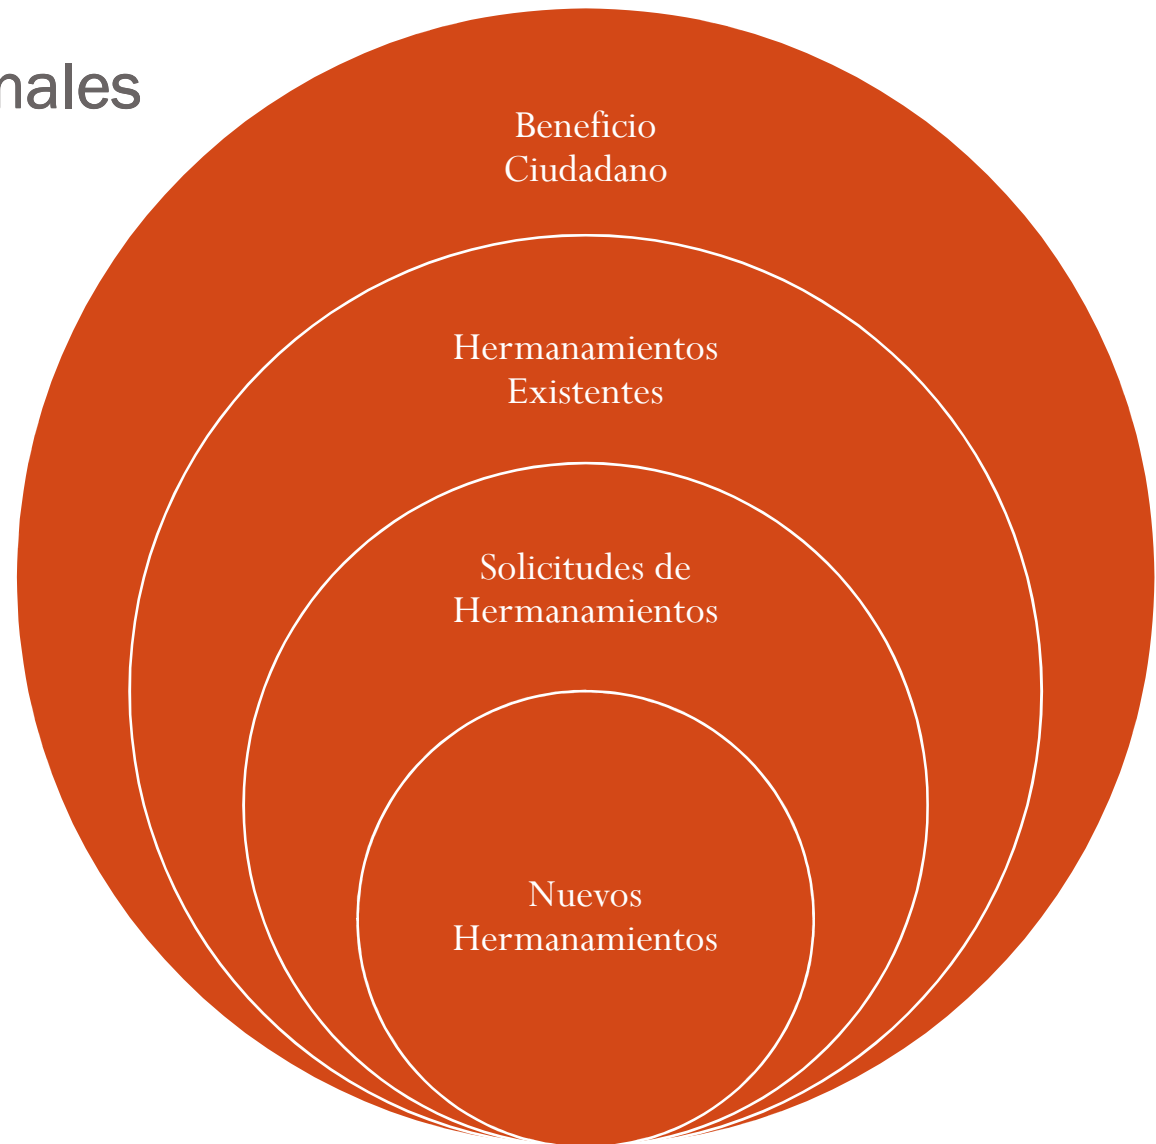 nales
Beneficio
Ciudadano
Hermanamientos
Existentes
Solicitudes de
Hermanamientos
Nuevos
Hermanamientos